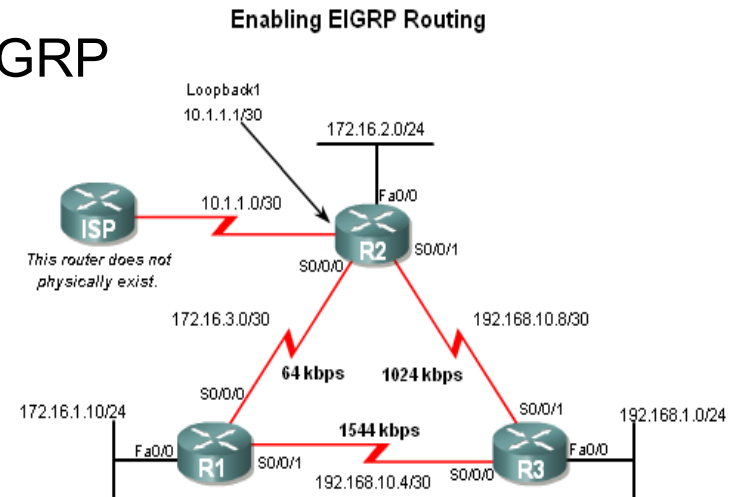 Enabling EIGRP Routing
GRP
Loopback1
10.1.1.1/30
172.16.2.0/24
Fa0/0
10.1.1.0/30
ISP
R2
S0/0/1
This router does not
physically exist.
S0/0/0
172.16.3.0/30
192.168.10.8/30
64 kbps
1024 kbps
S0/0/0
S0/0/1
172.16.1.10/24
1544 kbps
192.168.1.0/24
Fa0/0
R1
S0/0/1
192.168.10.4/30
S0/0/0
R3
Fa0/0